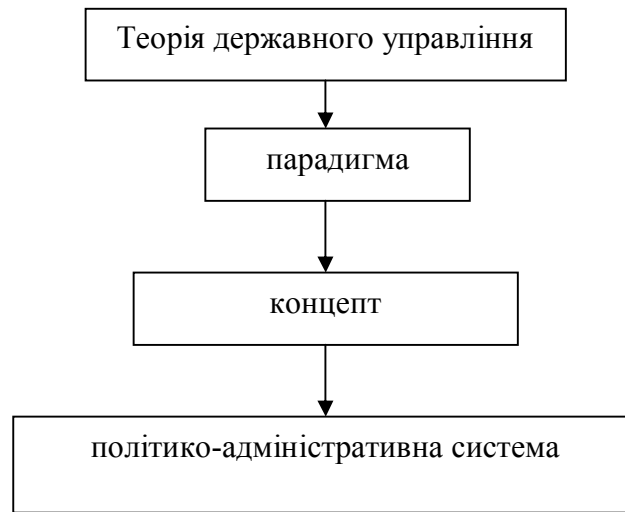 Теорія державного управління
парадигма
концепт
політико-адміністративна система